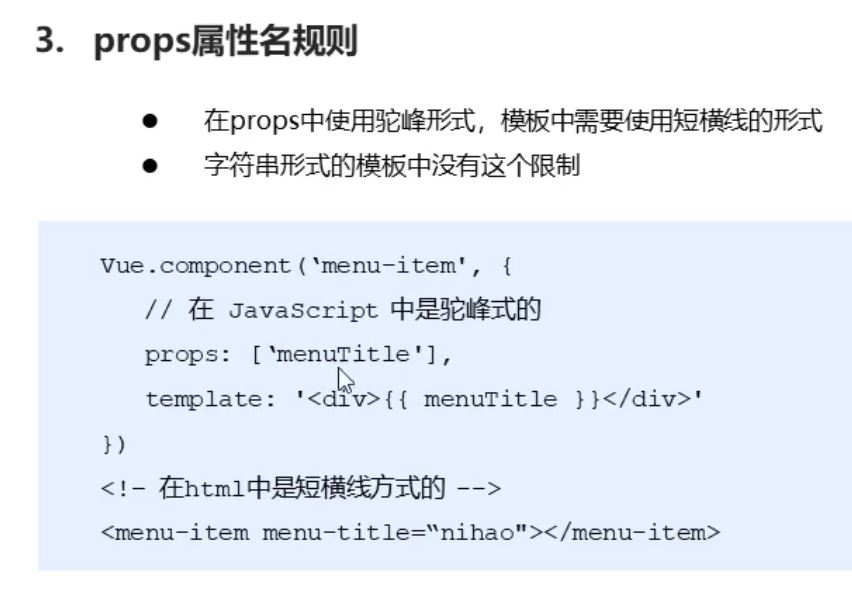 3. props属性名规则
● 在props中使用驼峰形式，模板中需要使用短横线的形式
● 字符串形式的模板中没有这个限制
Vue.component(‘menu-item', {
// 在 JavaScript 中是驼峰式的
props: [‘menuTitle'],
template: '<div>{{ menuTitle }}</div>'
})
<!– 在html中是短横线方式的 -->
<menu-item menu-title=“nihao"></menu-item>